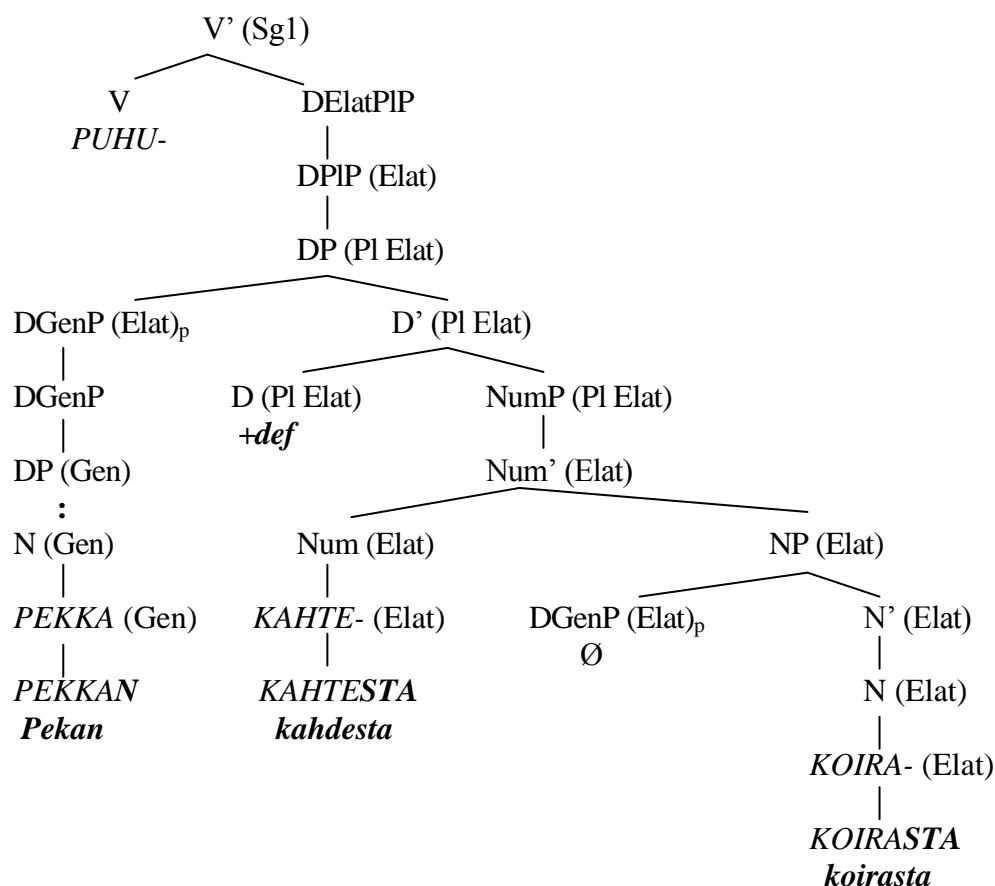 V’ (Sg1)
V DElatPlP
PUHU-
DPlP (Elat)
DP (Pl Elat)
DGenP (Elat)p D’ (Pl Elat)
DGenP D (Pl Elat) NumP (Pl Elat)
+def
DP (Gen) Num’ (Elat)
:
N (Gen) Num (Elat) NP (Elat)
PEKKA (Gen) KAHTE- (Elat) DGenP (Elat)p N’ (Elat)
Ø
PEKKAN KAHTESTA N (Elat)
Pekan kahdesta
KOIRA- (Elat)
KOIRASTA
koirasta